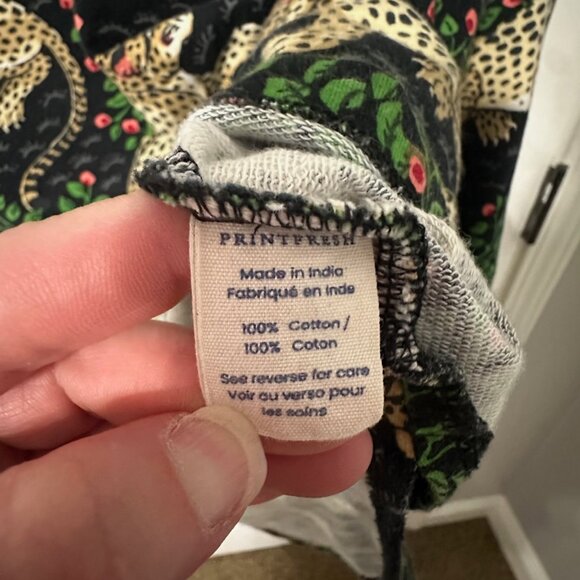 PRINTFRESH
Made in India
Fabriqué en Inde
100% Cotton /
100% Coton
See reverse for care
Voir au verso pour
les soins